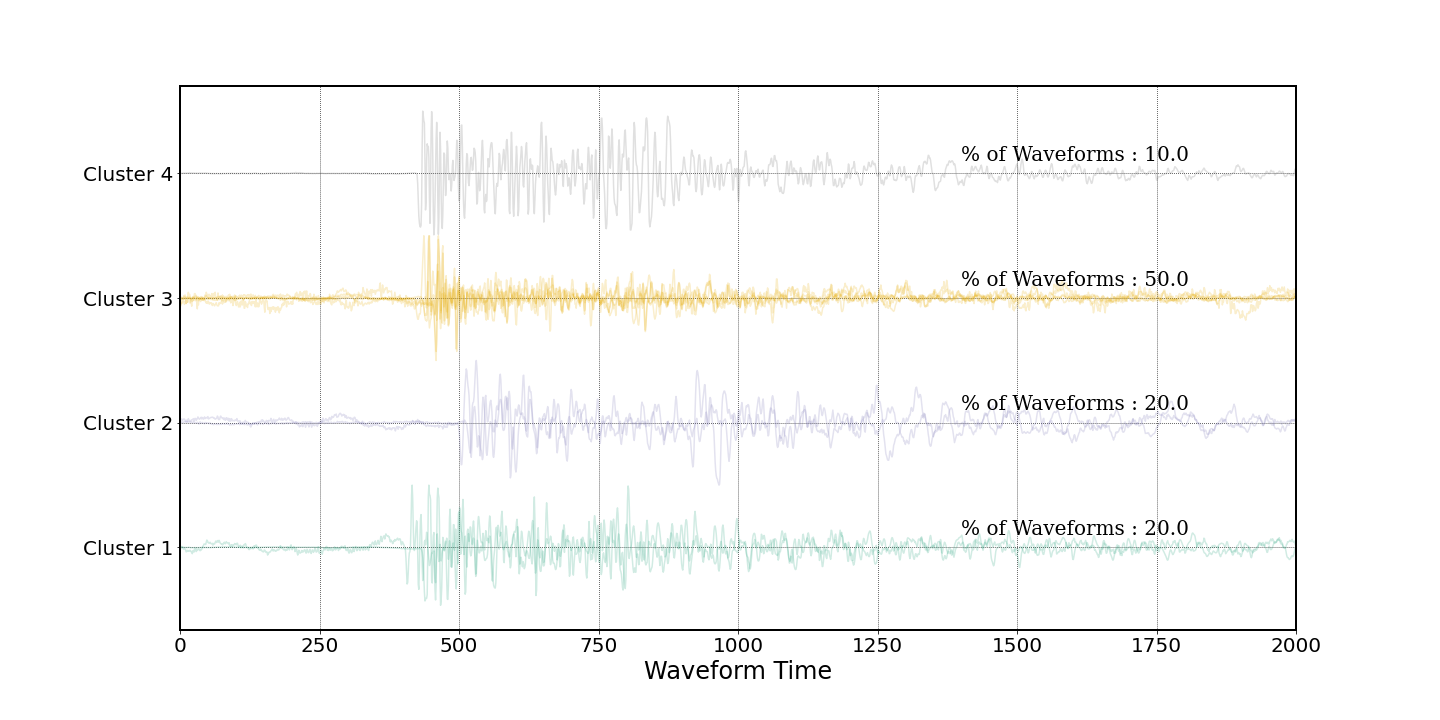 Cluster 4
% of Waveforms : 10.0
Cluster 3
% of Waveforms : 50.0
Cluster 2
% of Waveforms : 20.0
Cluster 1
% of Waveforms : 20.0
0 250 500 750 1000 1250 1500 1750 2000
Waveform Time